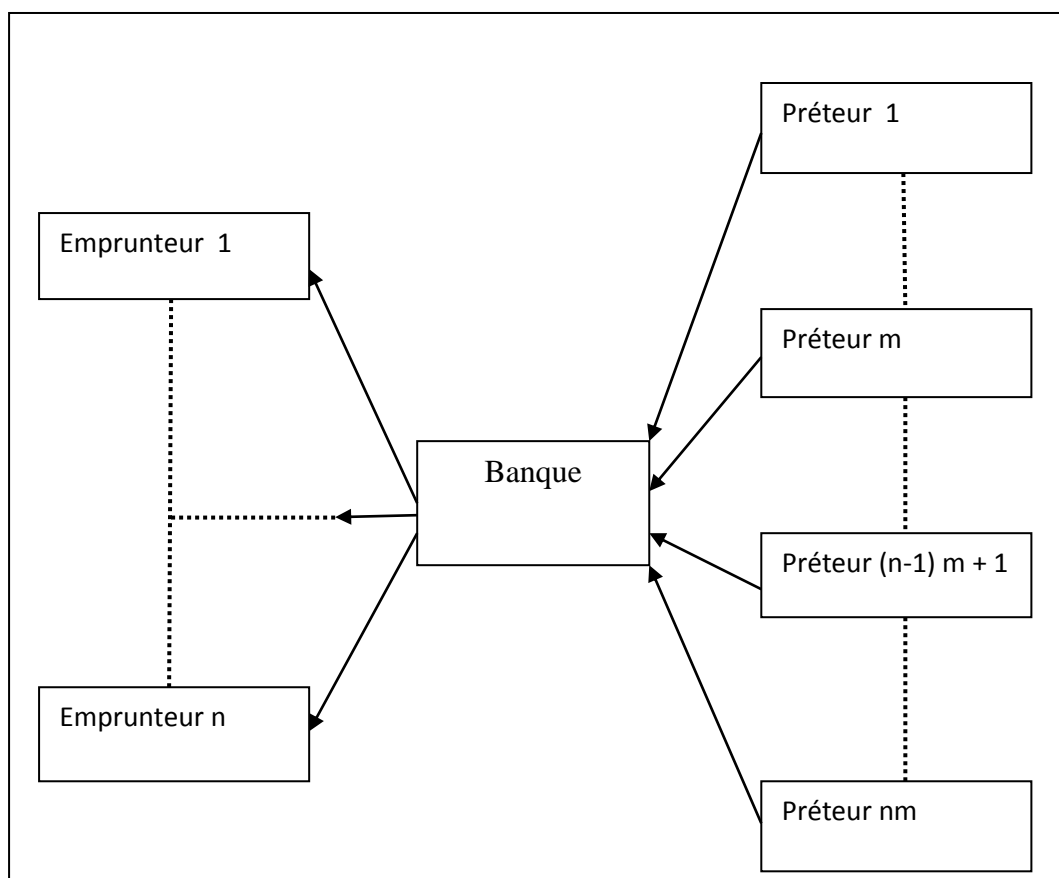 Préteur 1
Emprunteur 1
Préteur m
Banque
Préteur (n-1) m + 1
Emprunteur n
Préteur nm